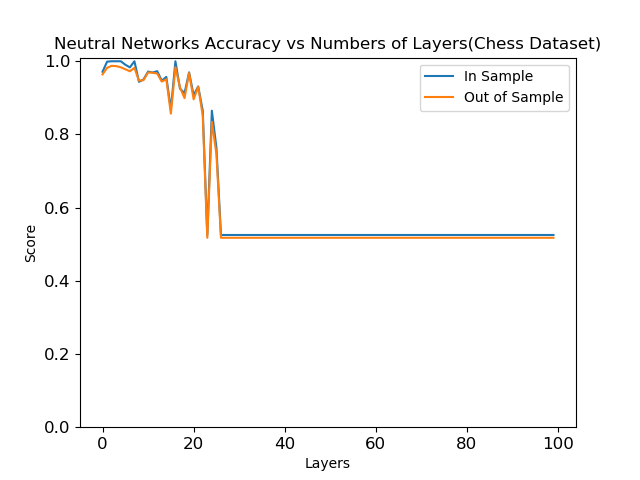 Neutral Networks Accuracy vs Numbers of Layers(Chess Dataset)
1.0
In Sample
Out of Sample
0.8
0.6
Score
0.4
0.2
0.0
0 20 40 60 80 100
Layers